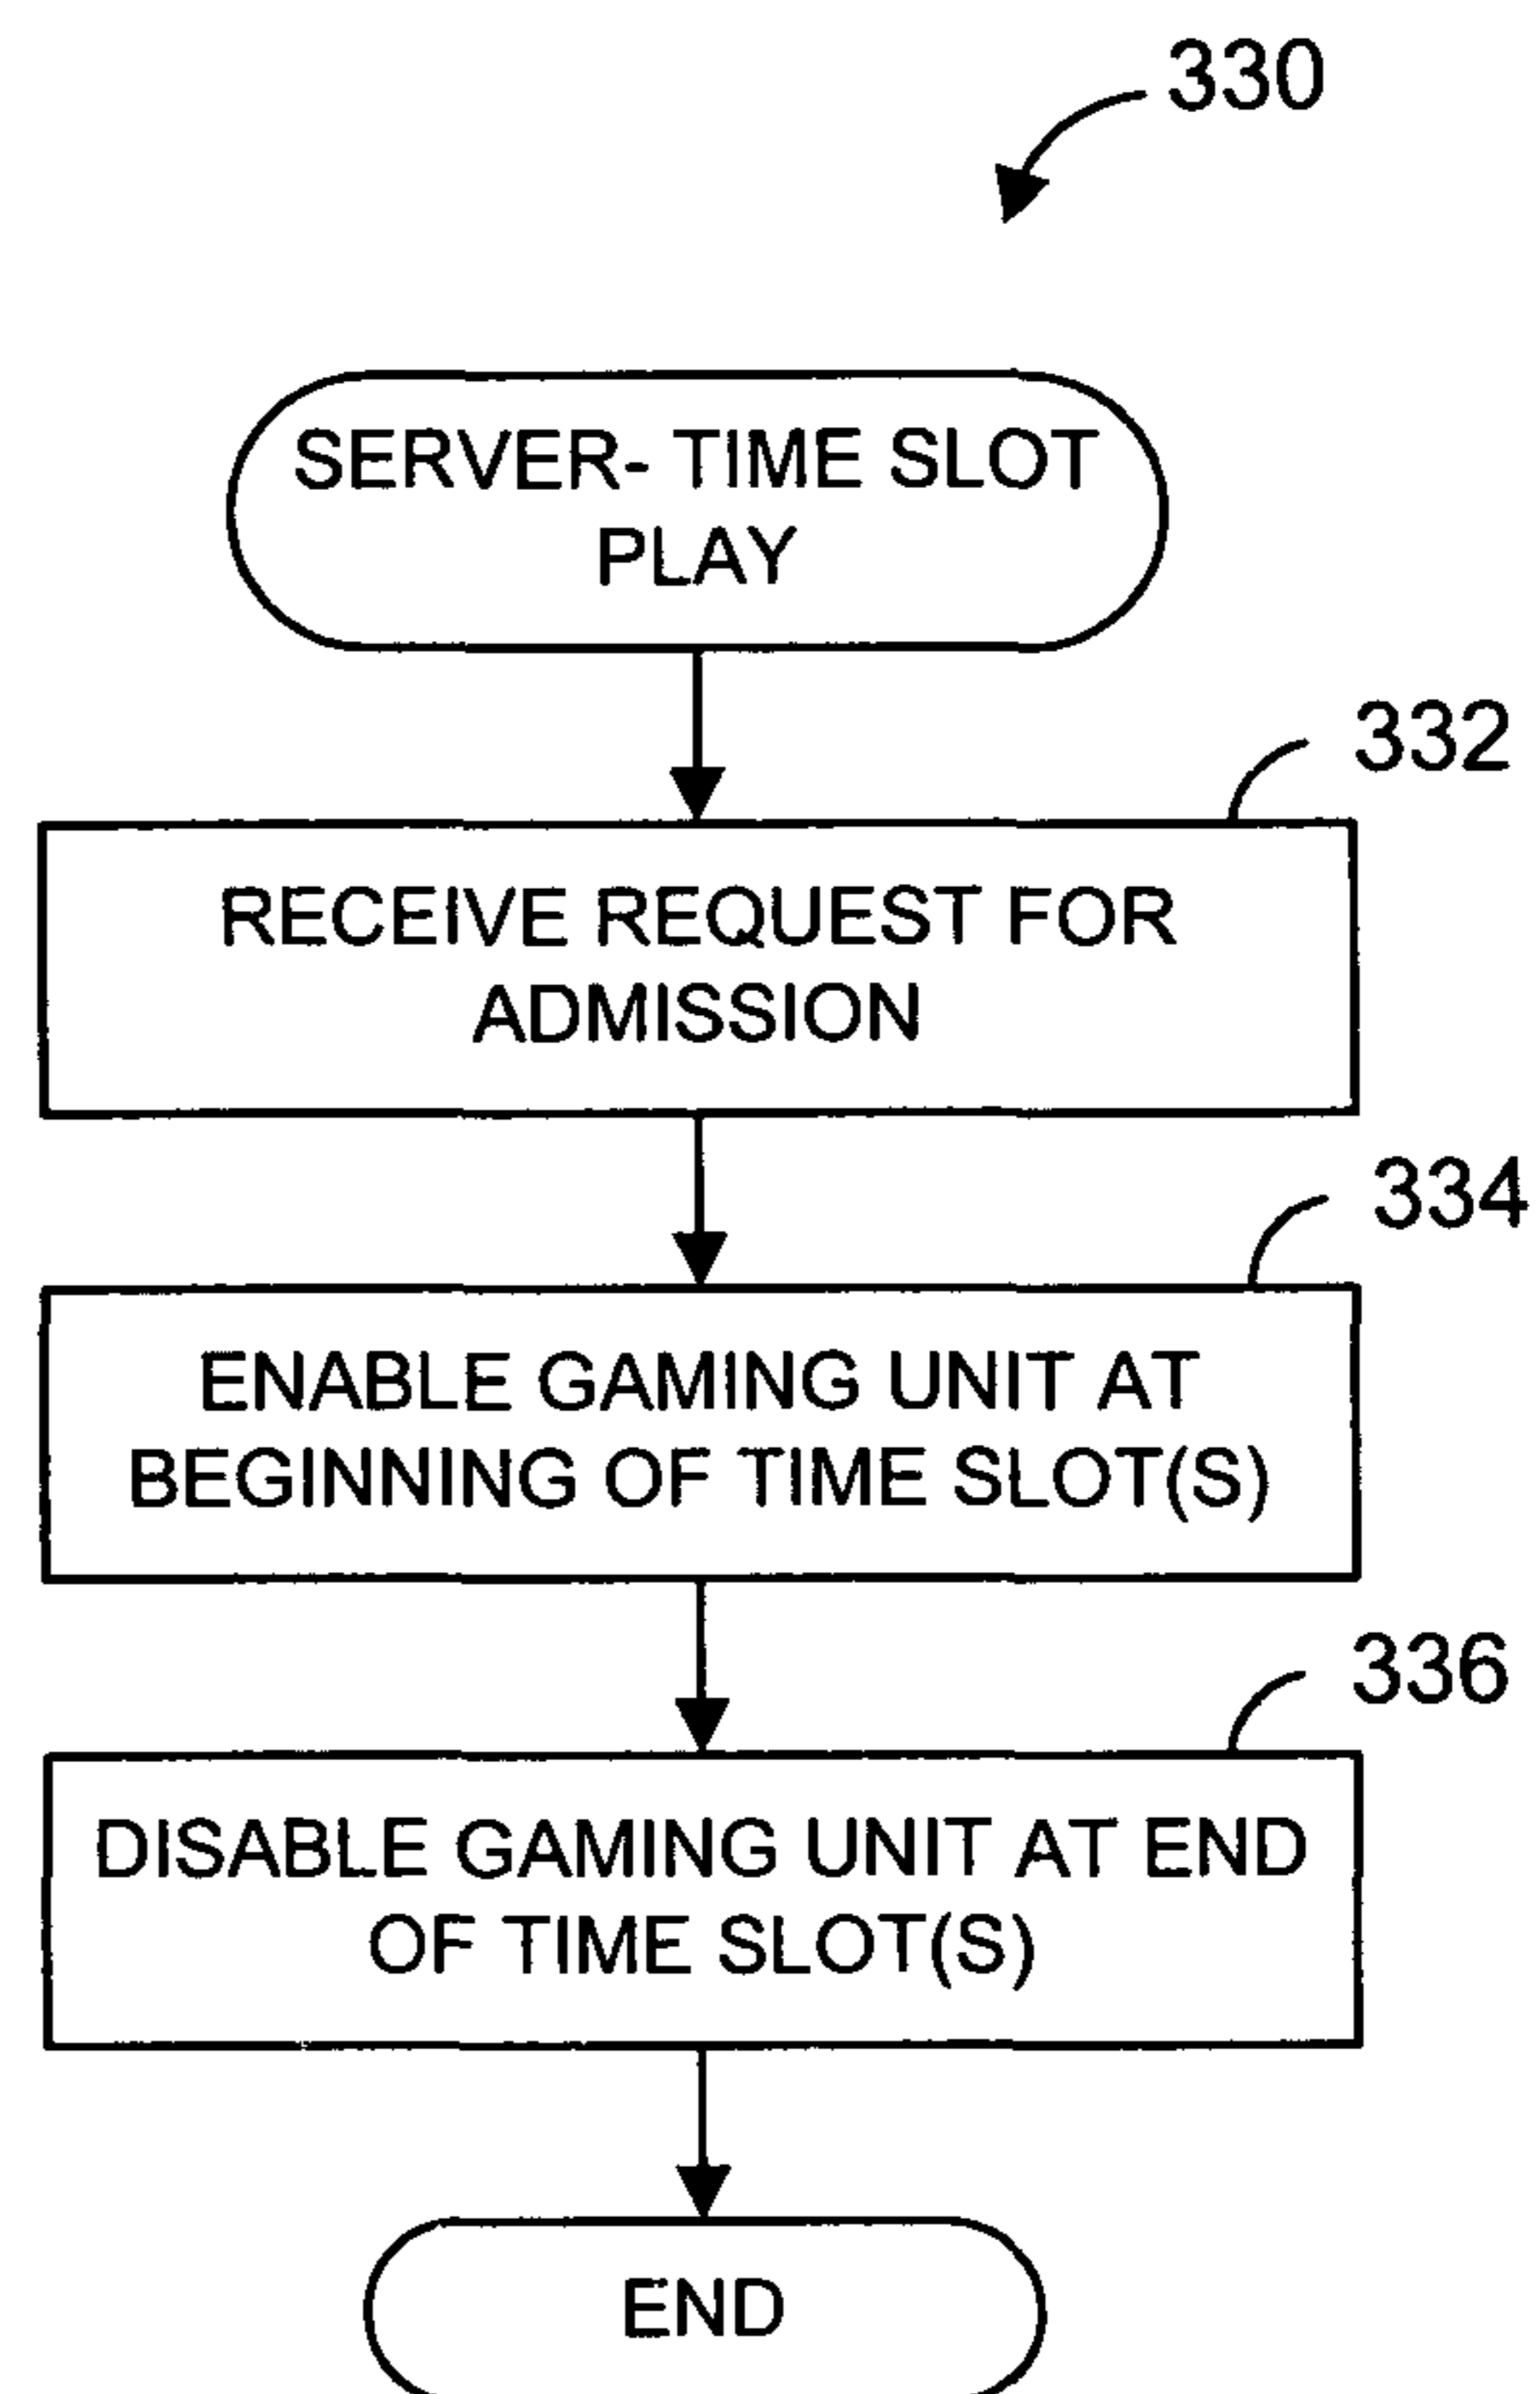 330
SERVER- TIME SLOT
PLAY
332
RECEIVE REQUEST FOR
ADMISSION
334
ENABLE GAMING UNIT AT
BEGINNING OF TIME SLOT(S)
336
DISABLE GAMING UNIT AT END
OF TIME SLOT(S)
END